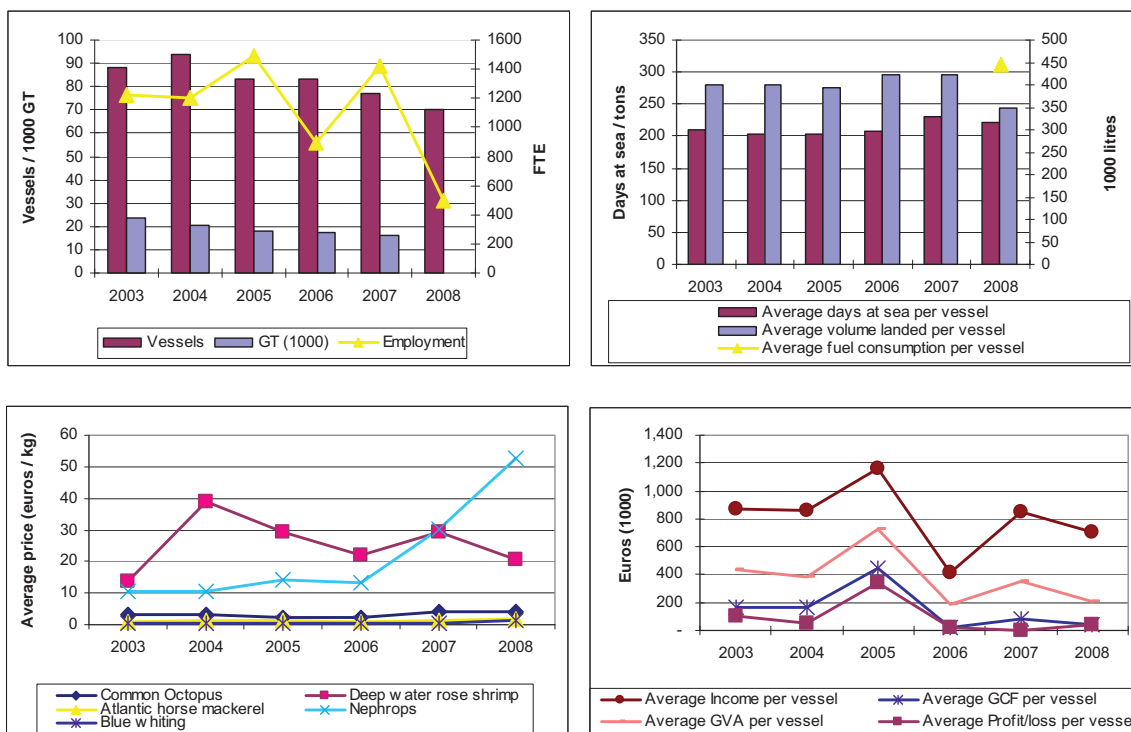 100
90
80
70
60
50
40
30
20
10
0
Vessels / 1000 GT
1600
1400
1200
1000
800
600
400
200
0
FTE
2003 2004 2005 2006 2007 2008
Vessels GT (1000) Employment
350
300
250
200
150
100
50
0
Days at sea / tons
500
450
400
350
300
250
200
150
100
50
0
1000 litres
2003 2004 2005 2006 2007 2008
Average days at sea per vessel
Average volume landed per vessel
Average fuel consumption per vessel
60
50
40
30
20
10
0
Average price (euros / kg)
2003 2004 2005 2006 2007 2008
Common Octopus Deep water rose shrimp
Atlantic horse mackerel Nephrops
Blue whiting
1,400
1,200
1,000
800
600
400
200
-
Euros (1000)
2003 2004 2005 2006 2007 2008
Average Income per vessel Average GCF per vessel
Average GVA per vessel Average Profit/loss per vesse